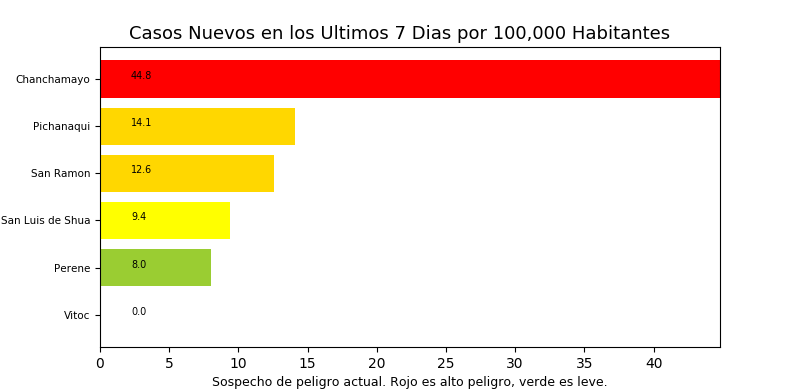 Casos Nuevos en los Ultimos 7 Dias por 100,000 Habitantes
Chanchamayo 44.8
Pichanaqui 14.1
San Ramon 12.6
San Luis de Shua 9.4
Perene 8.0
Vitoc 0.0
0 5 10 15 20 25 30 35 40
Sospecho de peligro actual. Rojo es alto peligro, verde es leve.